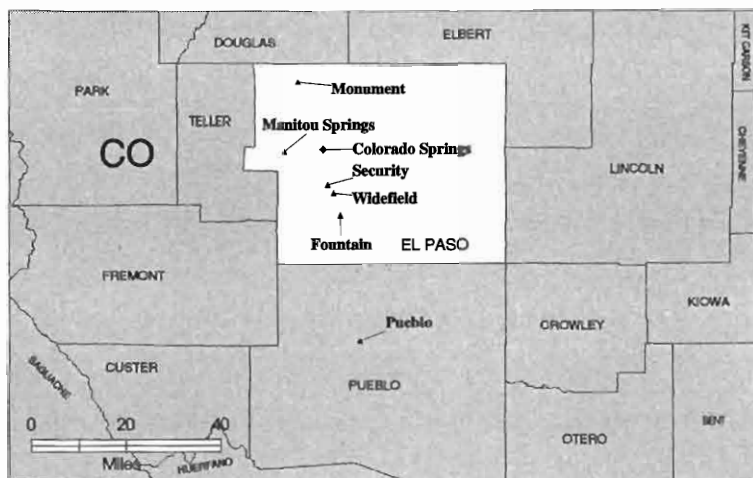 DOUGLAS
ELBERT
KIT CARSON
PARK
TELLER
Monument
Manitou Springs
CO
Colorado Springs
CHEYENNE
LINCOLN
Security
Widefield
Fountain
EL PASO
FREMONT
KIOWA
Pueblo
CROWLEY
CUSTER
SAGUACHE
PUEBLO
0 20 40
BENT
OTERO
Miles
HUERFANO